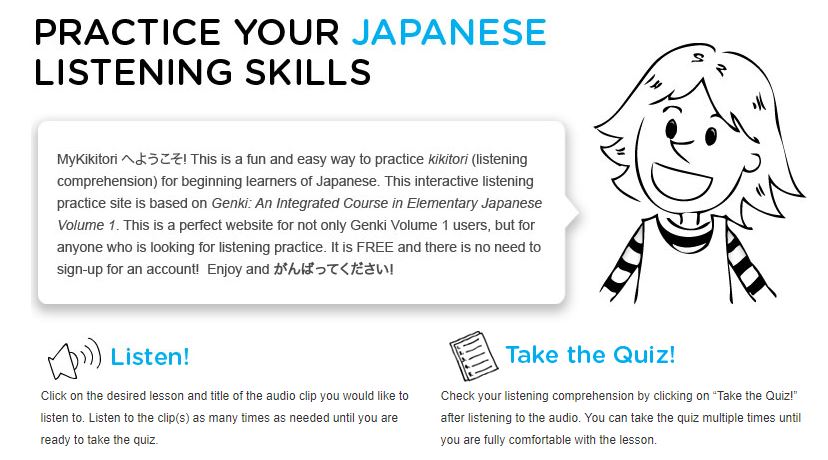 PRACTICE YOUR JAPANESE
LISTENING SKILLS
MyKikitori へようこそ! This is a fun and easy way to practice kikitori (listening
comprehension) for beginning learners of Japanese. This interactive listening
practice site is based on Genki: An Integrated Course in Elementary Japanese
Volume 1. This is a perfect website for not only Genki Volume 1 users, but for
anyone who is looking for listening practice. It is FREE and there is no need to
sign-up for an account!  Enjoy and がんばってください!
Listen!
Click on the desired lesson and title of the audio clip you would like to
listen to. Listen to the clip(s) as many times as needed until you are
ready to take the quiz.
Take the Quiz!
Check your listening comprehension by clicking on “Take the Quiz!”
after listening to the audio. You can take the quiz multiple times until
you are fully comfortable with the lesson.